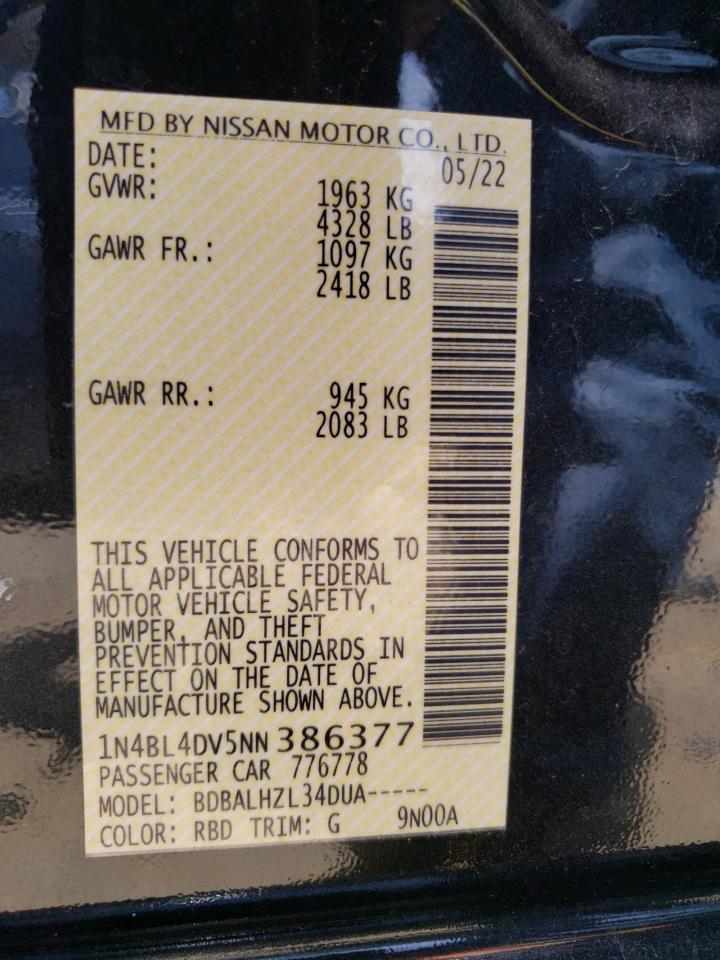 MFD BY NISSAN MOTOR CO., LTD.
DATE: 05/22
GVWR: 1963 KG
4328 LB
GAWR FR.: 1097 KG
2418 LB
GAWR RR.: 945 KG
2083 LB
THIS VEHICLE CONFORMS TO
ALL APPLICABLE FEDERAL
MOTOR VEHICLE SAFETY,
BUMPER, AND THEFT
PREVENTION STANDARDS IN
EFFECT ON THE DATE OF
MANUFACTURE SHOWN ABOVE.
1N4BL4DV5NN386377
PASSENGER CAR 776778
MODEL: BDBALHZL34DUA-----
COLOR: RBD TRIM: G 9N00A